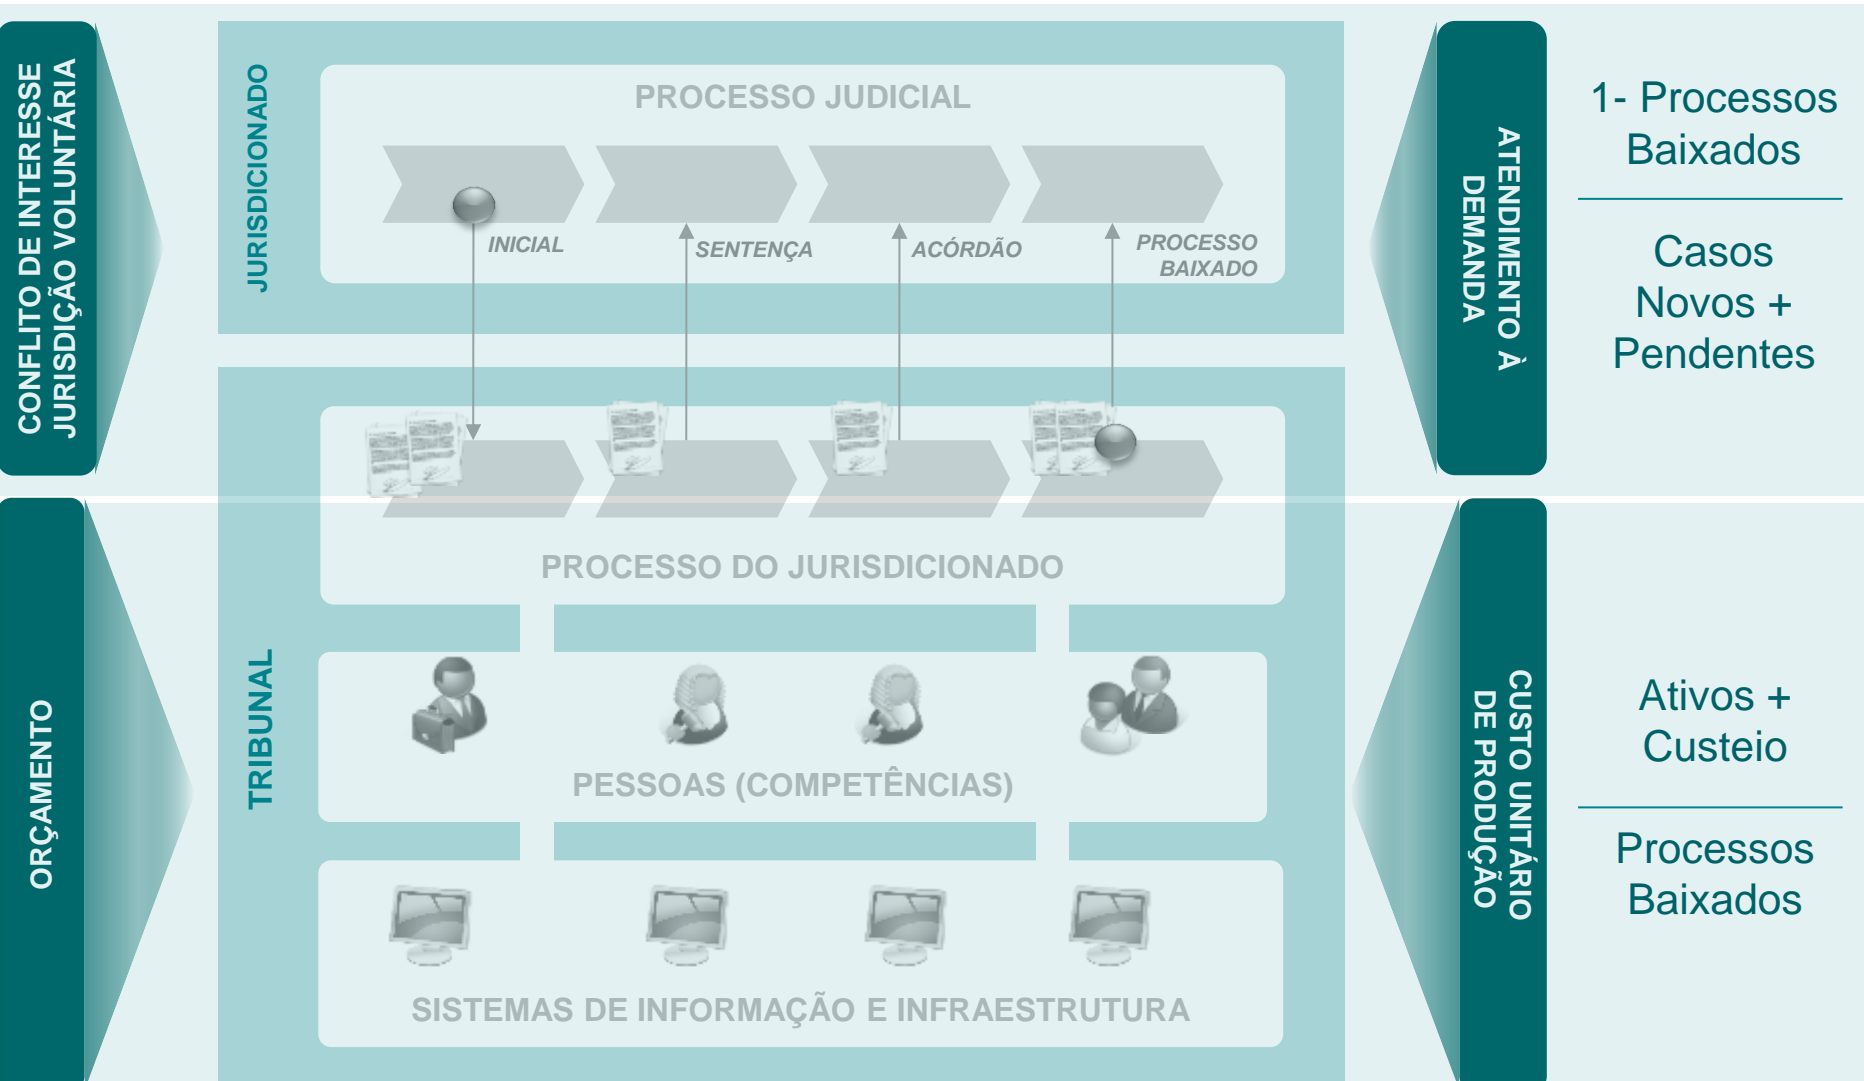 CONFLITO DE INTERESSE
JURISDIÇÃO VOLUNTÁRIA
ORÇAMENTO
JURISDICIONADO
PROCESSO JUDICIAL
INICIAL
SENTENÇA
ACÓRDÃO
PROCESSO
BAIXADO
TRIBUNAL
PROCESSO DO JURISDICIONADO
PESSOAS (COMPETÊNCIAS)
SISTEMAS DE INFORMAÇÃO E INFRAESTRUTURA
ATENDIMENTO À
DEMANDA
1- Processos
Baixados
Casos
Novos +
Pendentes
CUSTO UNITÁRIO
DE PRODUÇÃO
Ativos +
Custeio
Processos
Baixados